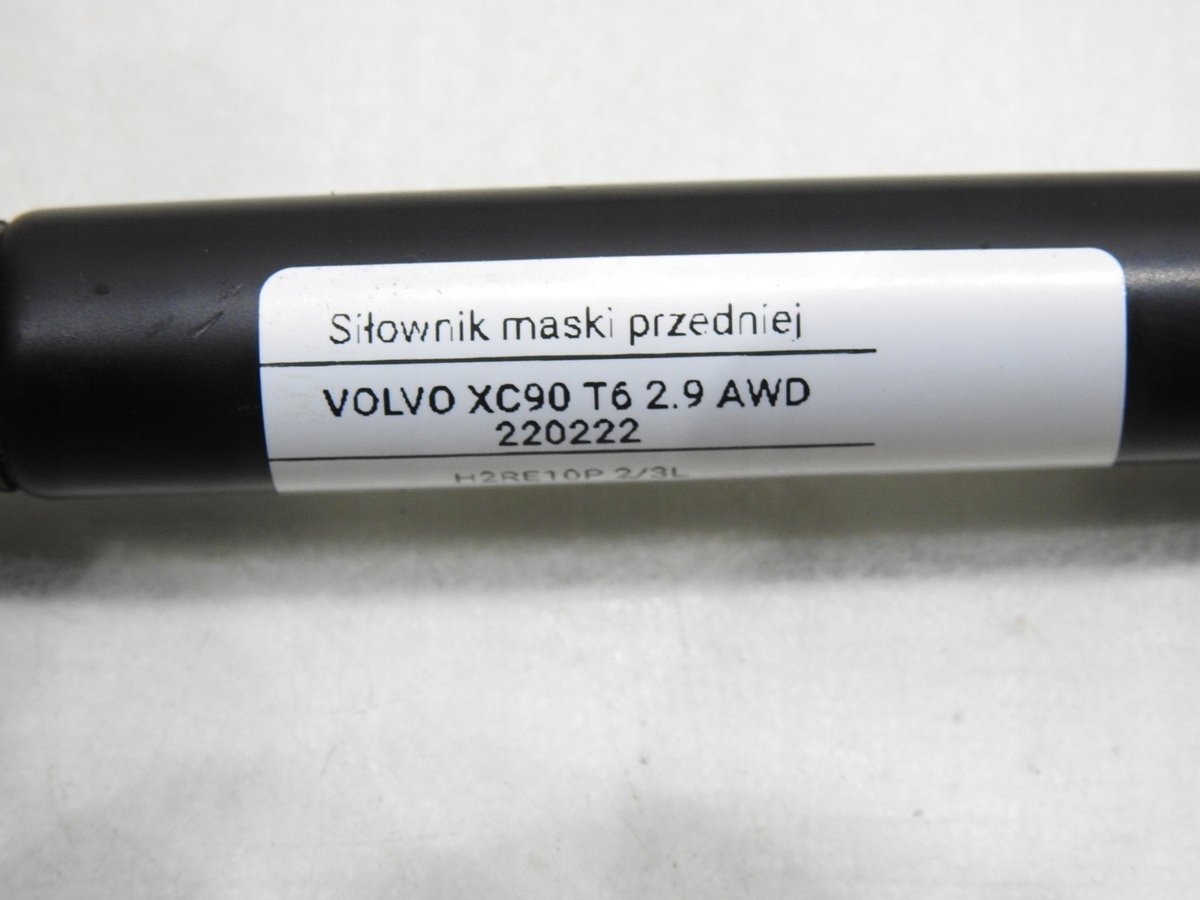 Siłownik maski przedniej
VOLVO XC90 T6 2.9 AWD
220222
H2RE10P 2/3L